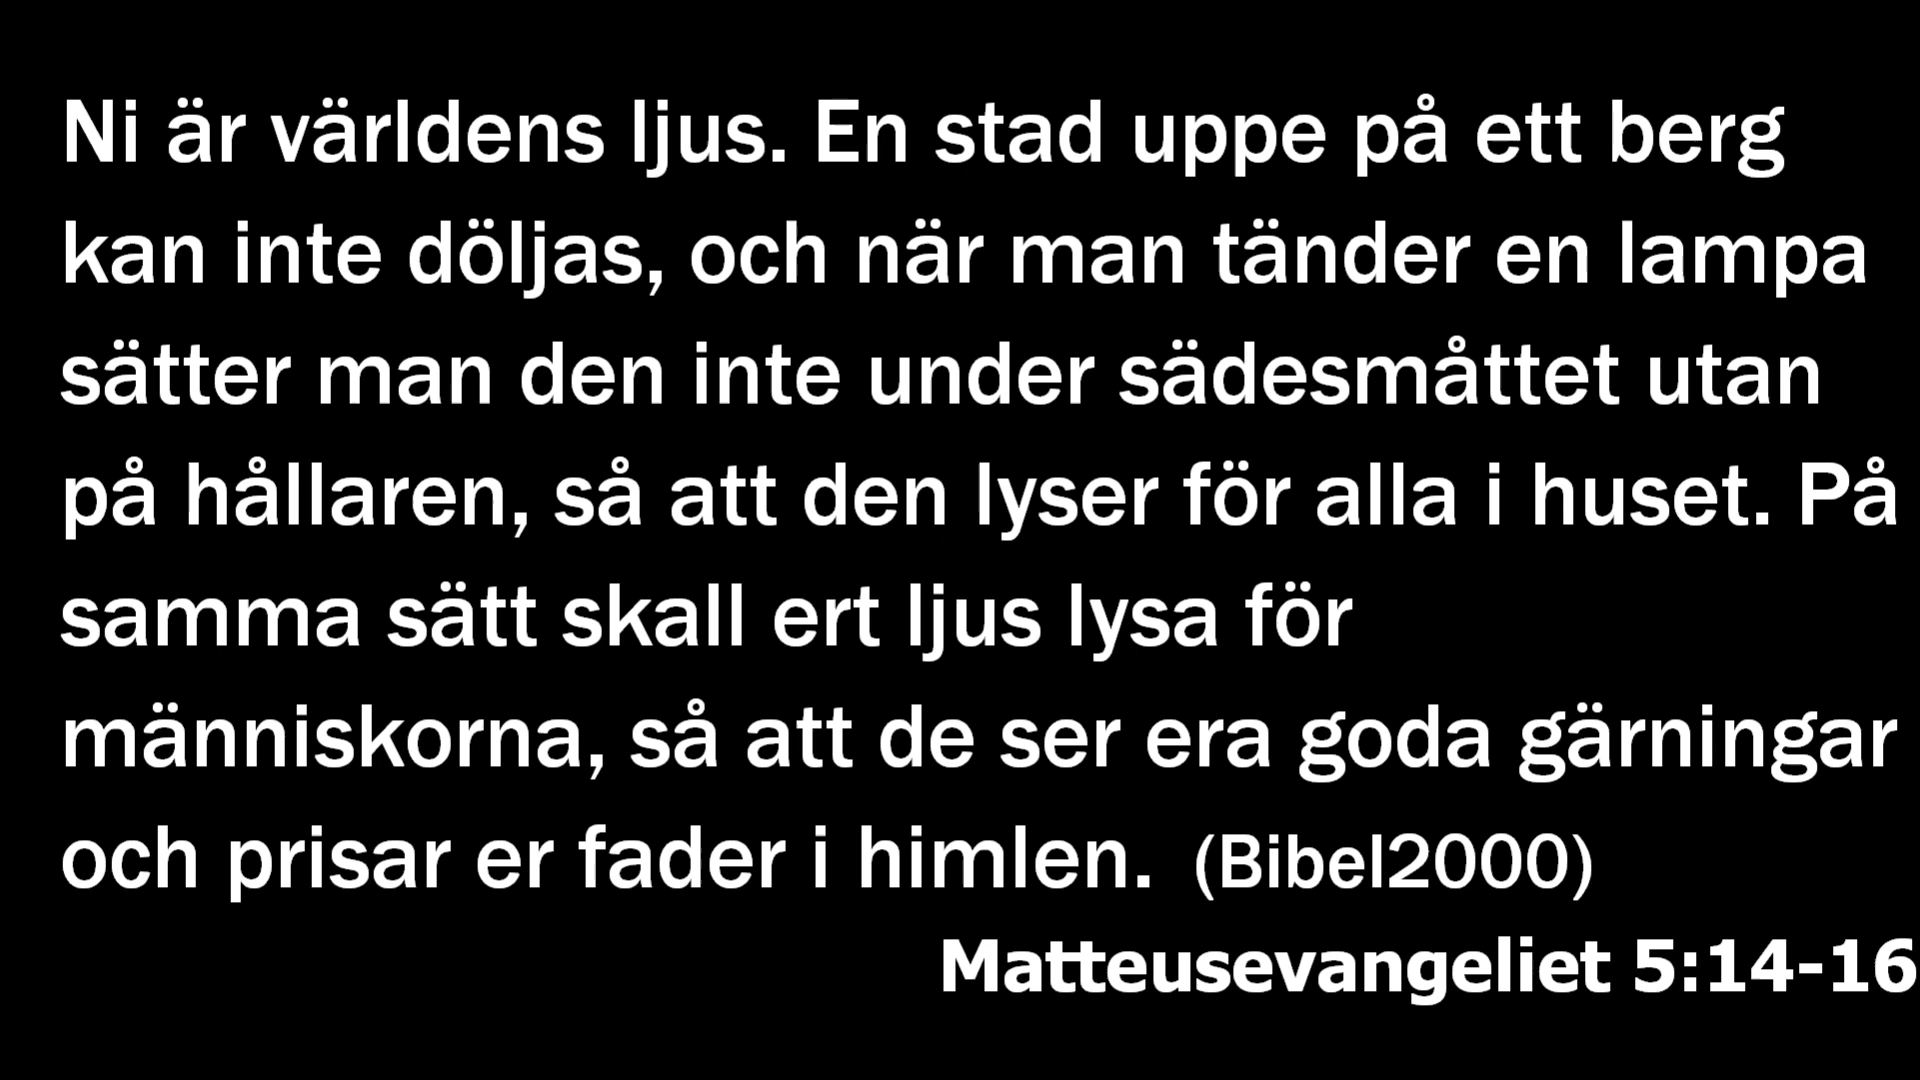 Ni är världens ljus. En stad uppe på ett berg
kan inte döljas, och när man tänder en lampa
sätter man den inte under sädesmåttet utan
på hållaren, så att den lyser för alla i huset. På
samma sätt skall ert ljus lysa för
människorna, så att de ser era goda gärningar
och prisar er fader i himlen. (Bibel2000)
Matteusevangeliet 5:14-16